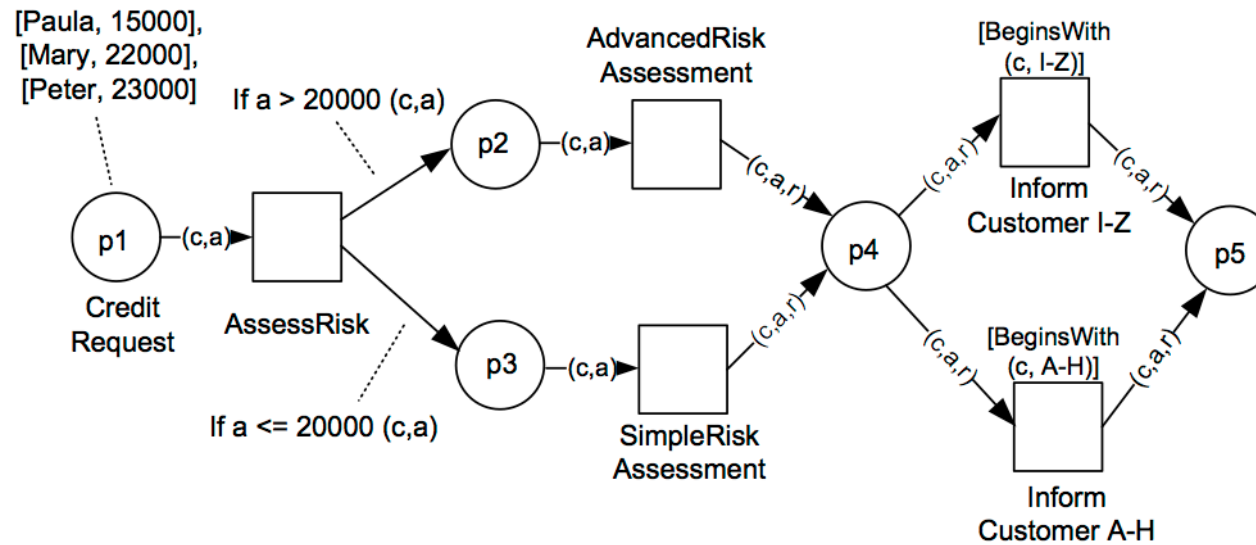 [Paula, 15000],
[Mary, 22000],
[Peter, 23000]
If a > 20000 (c,a)
p1
Credit
Request
(c,a)
AssessRisk
If a <= 20000 (c,a)
p2
(c,a)
AdvancedRisk
Assessment
(c,a,r)
p3
(c,a)
SimpleRisk
Assessment
(c,a,r)
p4
(c,a,r)
[BeginsWith
(c, I-Z)]
Inform
Customer I-Z
(c,a,r)
(c,a,r)
[BeginsWith
(c, A-H)]
Inform
Customer A-H
(c,a,r)
p5